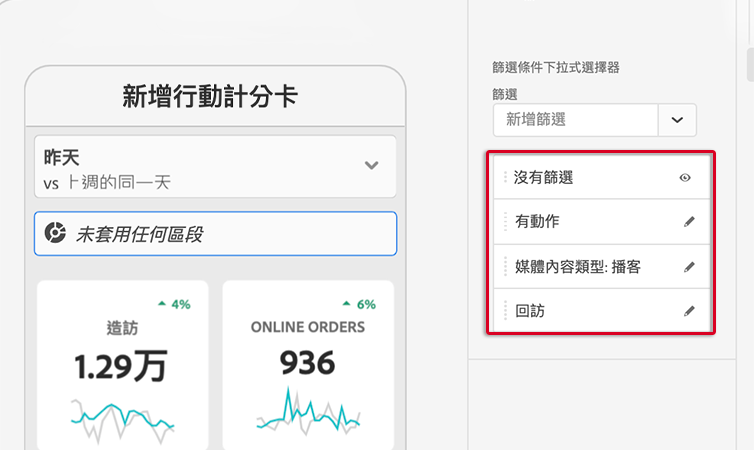 新增行動計分卡
昨天
vs 上週的同一天
未套用任何區段
4%
造訪
1.29万
6%
ONLINE ORDERS
936
篩選條件下拉式選擇器
篩選
新增篩選
沒有篩選
有動作
媒體內容類型: 播客
回訪